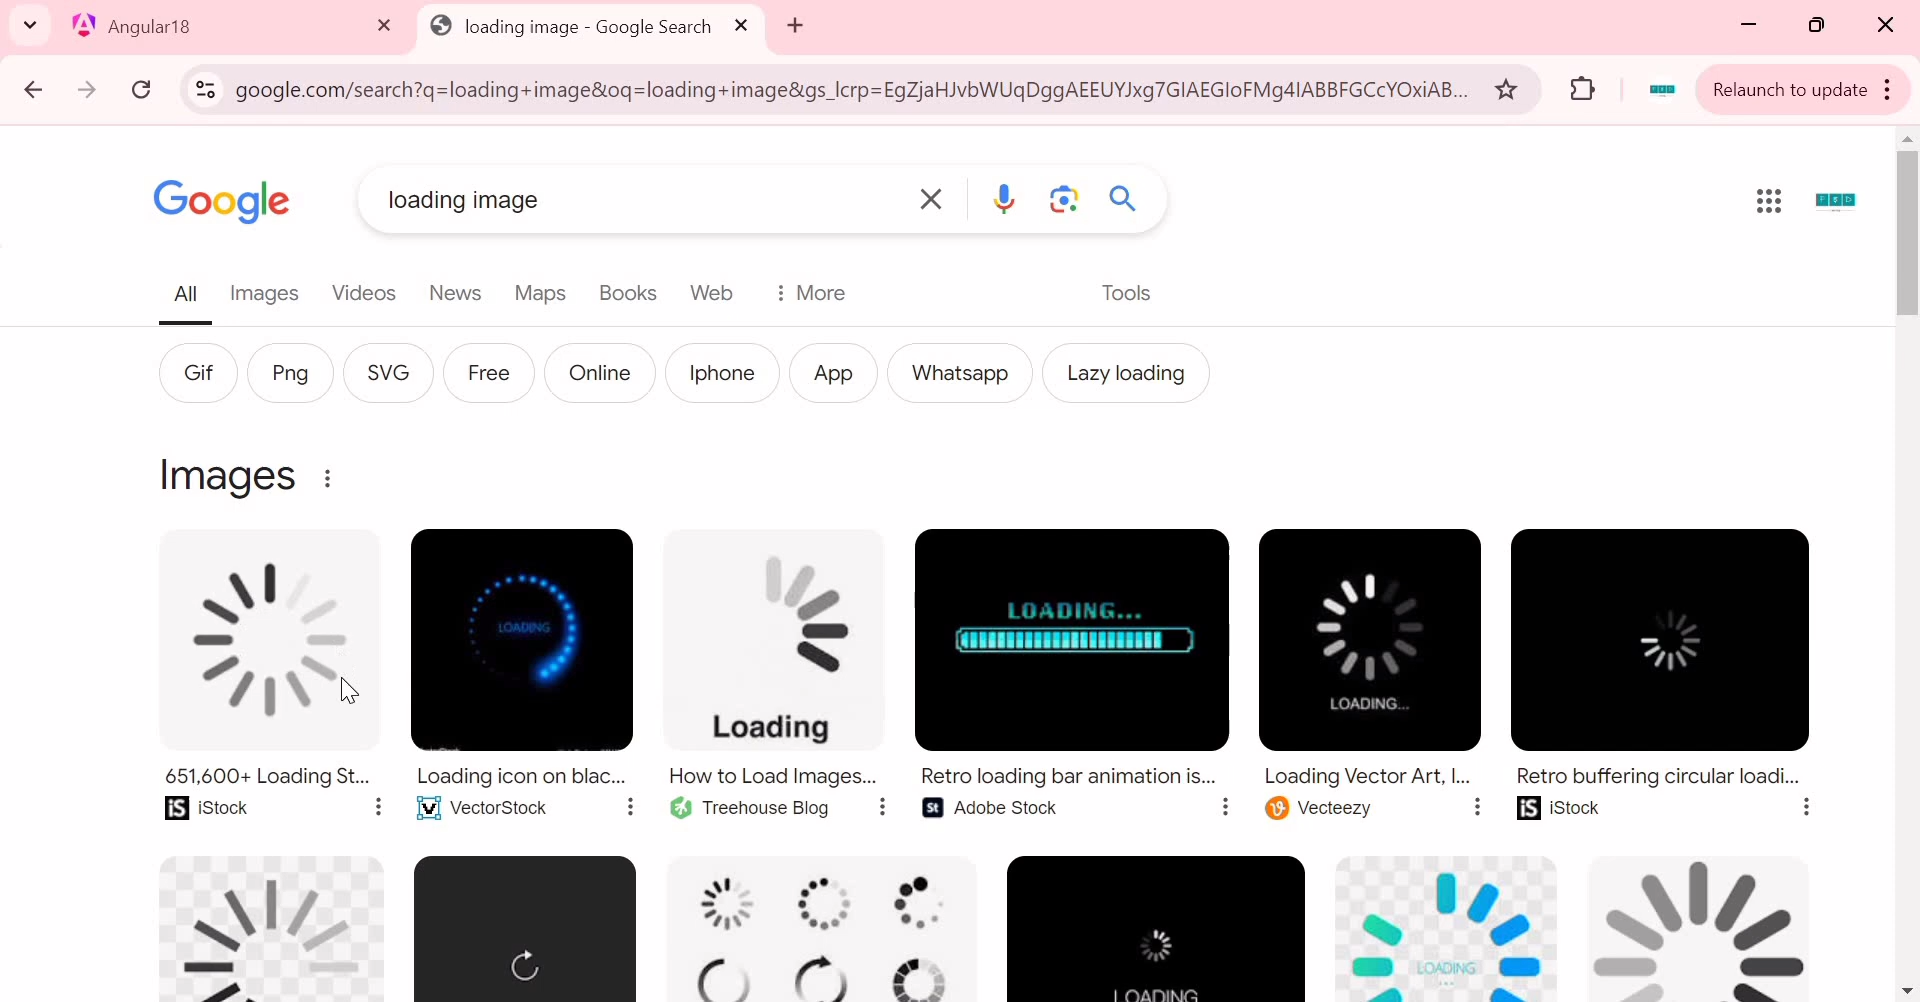 Angular18
loading image - Google Search
google.com/search?q=loading+image&oq=loading+image&gs_lcrp=EgZjaHJvbWUqDggAEEUYJxg7GIAEGIoFMg4IABBFGCcYOxiAB...
Relaunch to update
Google
loading image
All
Images
Videos
News
Maps
Books
Web
More
Tools
Gif
Png
SVG
Free
Online
Iphone
App
Whatsapp
Lazy loading
Images
LOADING
Loading
LOADING...
LOADING...
651,600+ Loading St...
Loading icon on blac...
How to Load Images...
Retro loading bar animation is...
Loading Vector Art, I...
Retro buffering circular loadi...
iS iStock
V VectorStock
Treehouse Blog
St Adobe Stock
Vecteezy
iS iStock
LOADING
LOADING
...